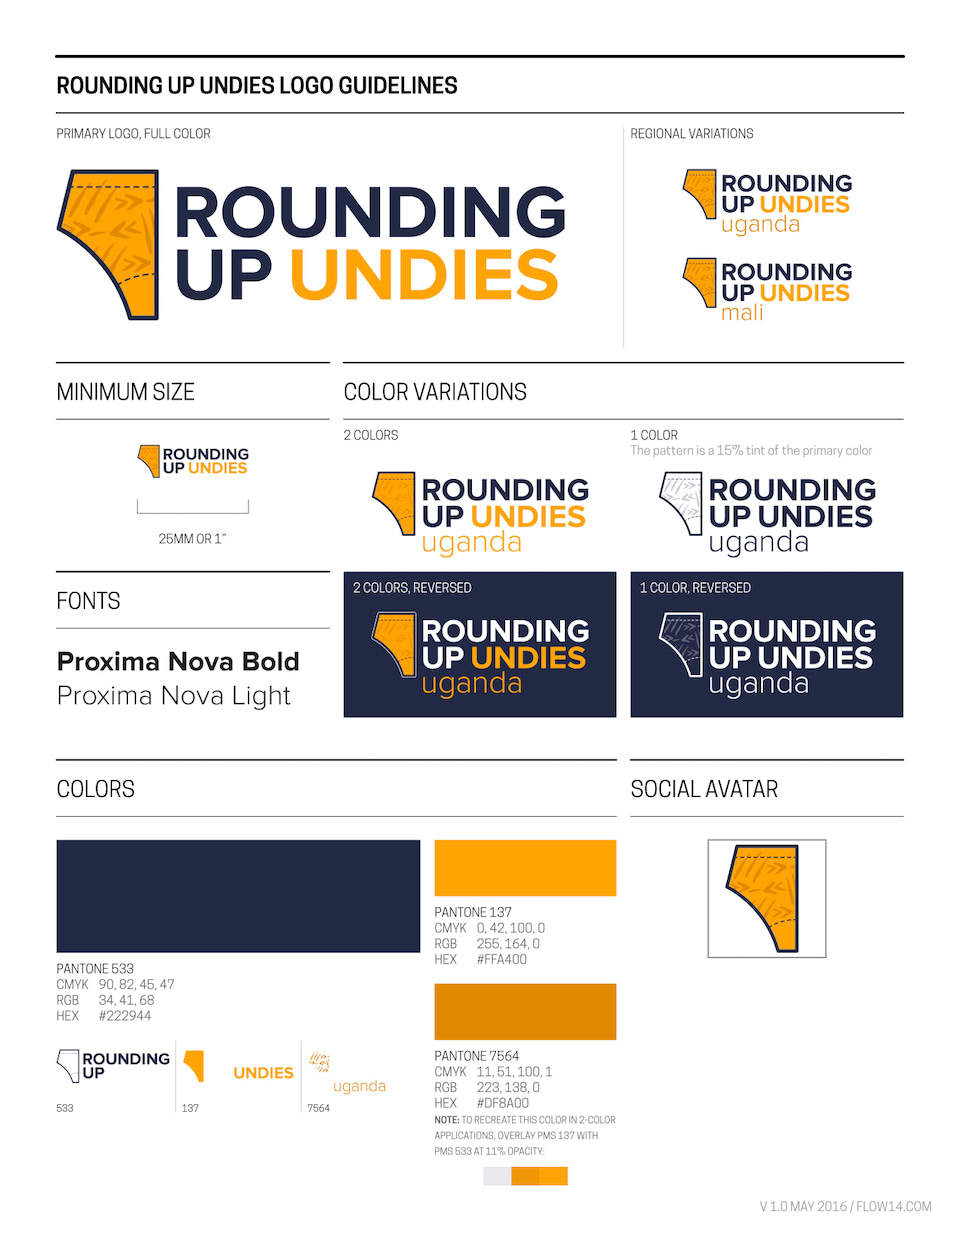 ROUNDING UP UNDIES LOGO GUIDELINES
PRIMARY LOGO, FULL COLOR
ROUNDING
UP UNDIES
REGIONAL VARIATIONS
ROUNDING
UP UNDIES
uganda
ROUNDING
UP UNDIES
mali
MINIMUM SIZE
ROUNDING
UP UNDIES
25MM OR 1"
COLOR VARIATIONS
2 COLORS
ROUNDING
UP UNDIES
uganda
1 COLOR
The pattern is a 15% tint of the primary color
ROUNDING
UP UNDIES
uganda
2 COLORS, REVERSED
ROUNDING
UP UNDIES
uganda
1 COLOR, REVERSED
ROUNDING
UP UNDIES
uganda
FONTS
Proxima Nova Bold
Proxima Nova Light
COLORS
PANTONE 533
CMYK 90, 82, 45, 47
RGB 34, 41, 68
HEX #222944
ROUNDING
UP
533
UNDIES
137
uganda
7564
PANTONE 137
CMYK 0, 42, 100, 0
RGB 255, 164, 0
HEX #FFA400
PANTONE 7564
CMYK 11, 51, 100, 1
RGB 223, 138, 0
HEX #DF8A00
NOTE: TO RECREATE THIS COLOR IN 2-COLOR
APPLICATIONS, OVERLAY PMS 137 WITH
PMS 533 AT 11% OPACITY:
SOCIAL AVATAR
V 1.0 MAY 2016 / FLOW14.COM